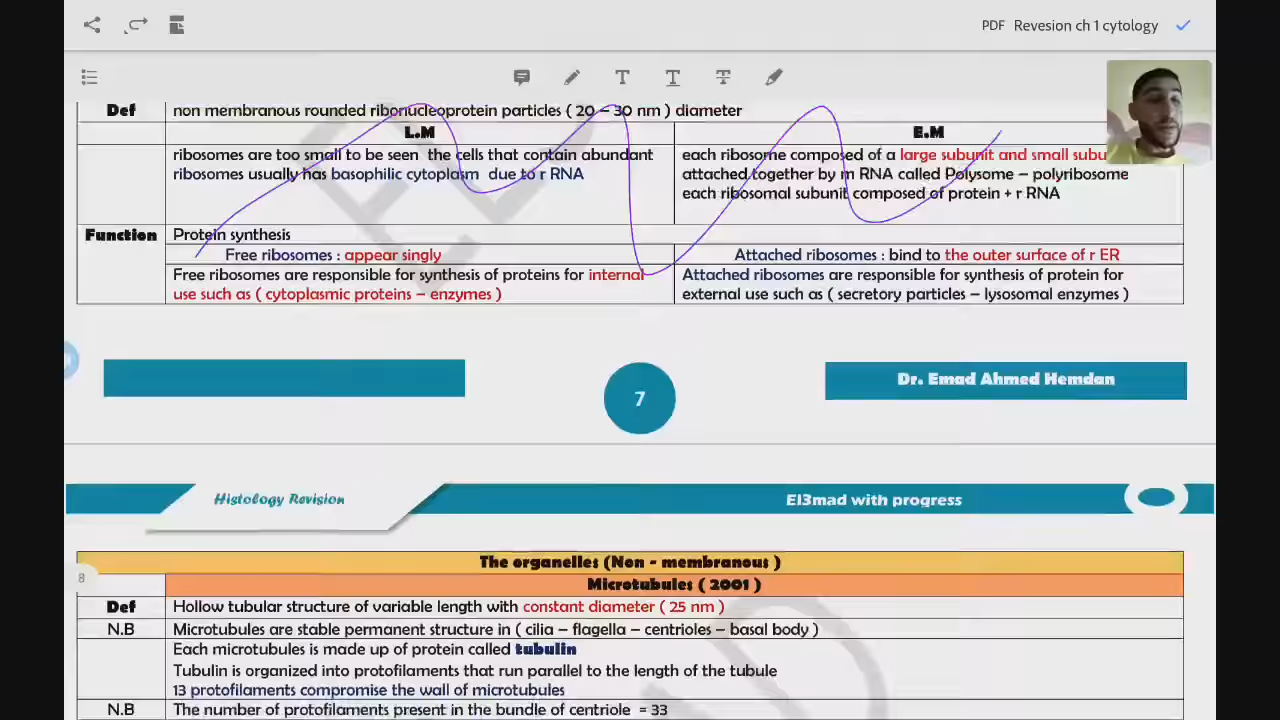 PDF Revesion ch 1 cytology
Def non membranous rounded ribonucleoprotein particles ( 20 – 30 nm ) diameter
L.M E.M
ribosomes are too small to be seen the cells that contain abundant
ribosomes usually has basophilic cytoplasm due to r RNA
each ribosome composed of a large subunit and small
attached together by m RNA called Polysome – polyribosome
each ribosomal subunit composed of protein + r RNA
Function Protein synthesis
Free ribosomes : appear singly
Attached ribosomes : bind to the outer surface of r ER
Free ribosomes are responsible for synthesis of proteins for internal
use such as ( cytoplasmic proteins – enzymes )
Attached ribosomes are responsible for synthesis of protein for
external use such as ( secretory particles – lysosomal enzymes )
7
Dr. Emad Ahmed Hemdan
Histology Revision
El3mad with progress
The organelles (Non - membranous )
8
Microtubules ( 2001 )
Def Hollow tubular structure of variable length with constant diameter ( 25 nm )
N.B Microtubules are stable permanent structure in ( cilia – flagella – centrioles – basal body )
Each microtubules is made up of protein called tubulin
Tubulin is organized into protofilaments that run parallel to the length of the tubule
13 protofilaments compromise the wall of microtubules
N.B The number of protofilaments present in the bundle of centriole = 33